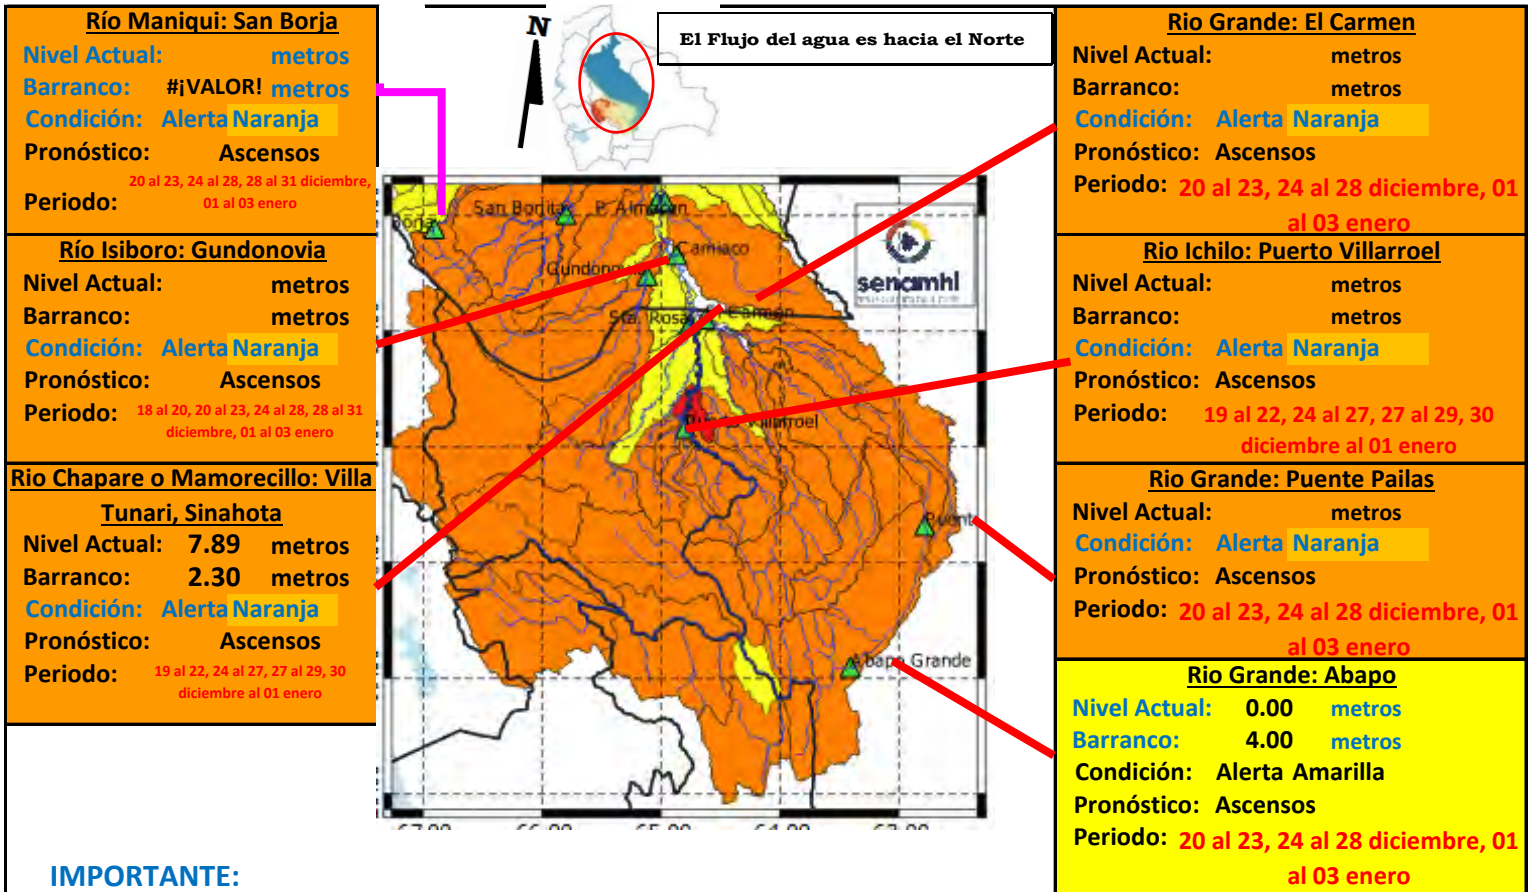 Río Maniqui: San Borja
Nivel Actual: metros
Barranco: #¡VALOR! metros
Condición: Alerta Naranja
Pronóstico: Ascensos
Periodo: 20 al 23, 24 al 28, 28 al 31 diciembre,
01 al 03 enero
Río Isiboro: Gundonovia
Nivel Actual: metros
Barranco: metros
Condición: Alerta Naranja
Pronóstico: Ascensos
Periodo: 18 al 20, 20 al 23, 24 al 28, 28 al 31
diciembre, 01 al 03 enero
Rio Chapare o Mamorecillo: Villa
Tunari, Sinahota
Nivel Actual: 7.89 metros
Barranco: 2.30 metros
Condición: Alerta Naranja
Pronóstico: Ascensos
Periodo: 19 al 22, 24 al 27, 27 al 29, 30
diciembre al 01 enero
IMPORTANTE:
N
El Flujo del agua es hacia el Norte
San Bonita
P. Almacen
Camiaco
senamhi
Sta. Rosa
Villarroel
Puent
Abapo Grande
Rio Grande: El Carmen
Nivel Actual: metros
Barranco: metros
Condición: Alerta Naranja
Pronóstico: Ascensos
Periodo: 20 al 23, 24 al 28 diciembre, 01
al 03 enero
Rio Ichilo: Puerto Villarroel
Nivel Actual: metros
Barranco: metros
Condición: Alerta Naranja
Pronóstico: Ascensos
Periodo: 19 al 22, 24 al 27, 27 al 29, 30
diciembre al 01 enero
Rio Grande: Puente Pailas
Nivel Actual: metros
Condición: Alerta Naranja
Pronóstico: Ascensos
Periodo: 20 al 23, 24 al 28 diciembre, 01
al 03 enero
Rio Grande: Abapo
Nivel Actual: 0.00 metros
Barranco: 4.00 metros
Condición: Alerta Amarilla
Pronóstico: Ascensos
Periodo: 20 al 23, 24 al 28 diciembre, 01
al 03 enero